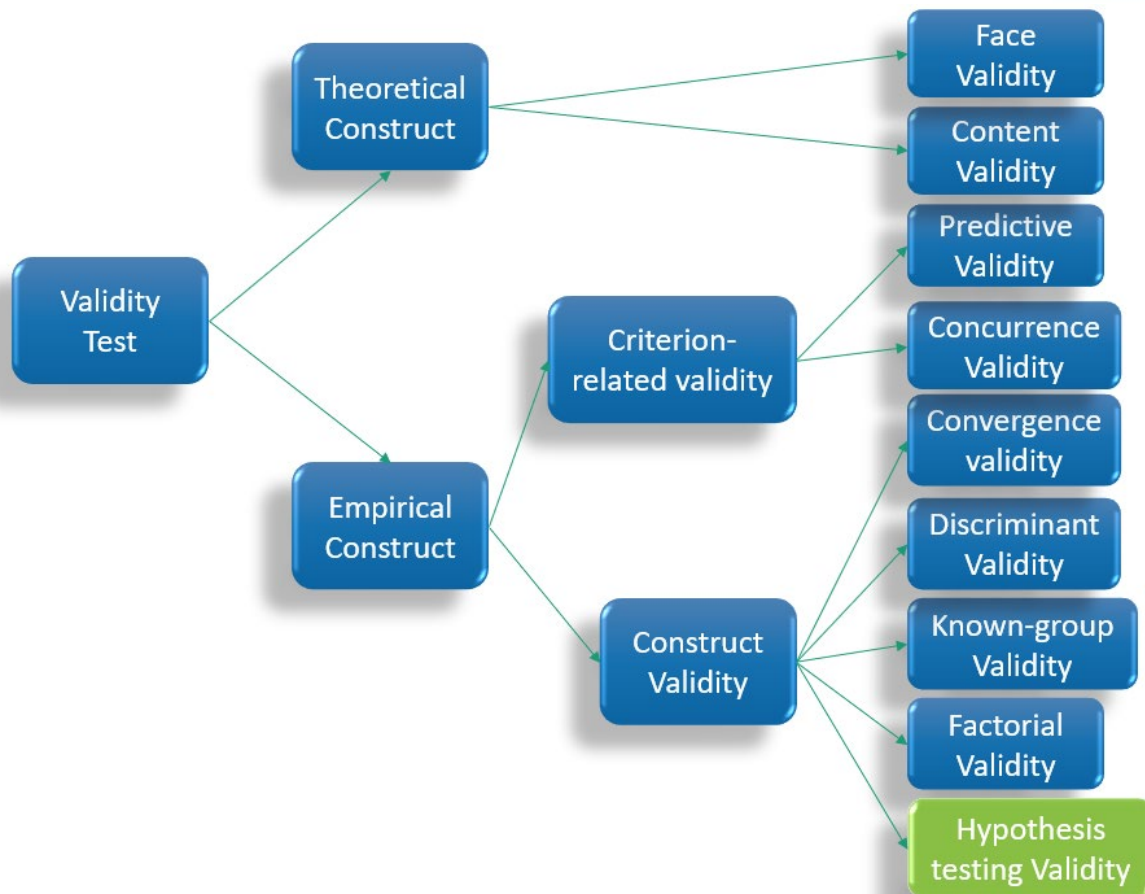 Face
Validity
Theoretical
Construct
Content
Validity
Predictive
Validity
Validity
Test
Criterion-
related validity
Concurrence
Validity
Convergence
validity
Empirical
Construct
Discriminant
Validity
Construct
Validity
Known-group
Validity
Factorial
Validity
Hypothesis
testing Validity